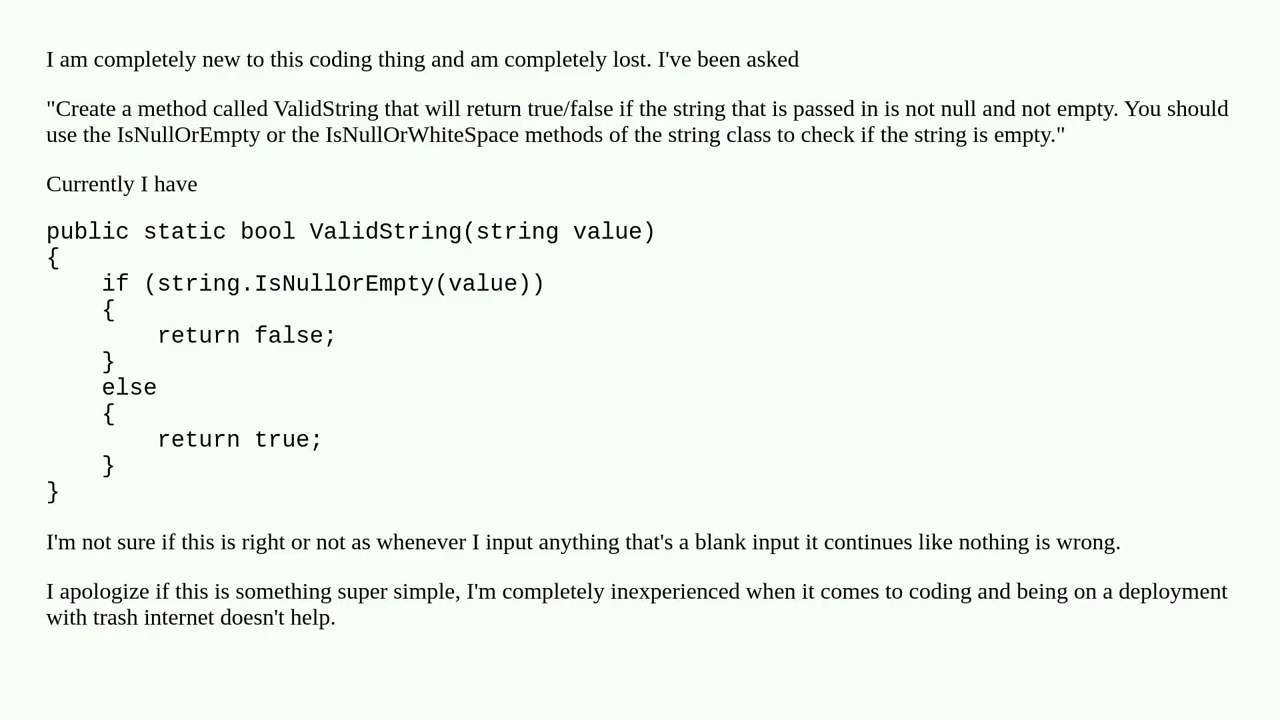 I am completely new to this coding thing and am completely lost. I've been asked
"Create a method called ValidString that will return true/false if the string that is passed in is not null and not empty. You should
use the IsNullOrEmpty or the IsNullOrWhiteSpace methods of the string class to check if the string is empty."
Currently I have
public static bool ValidString(string value)
{
    if (string.IsNullOrEmpty(value))
    {
        return false;
    }
    else
    {
        return true;
    }
}
I'm not sure if this is right or not as whenever I input anything that's a blank input it continues like nothing is wrong.
I apologize if this is something super simple, I'm completely inexperienced when it comes to coding and being on a deployment
with trash internet doesn't help.